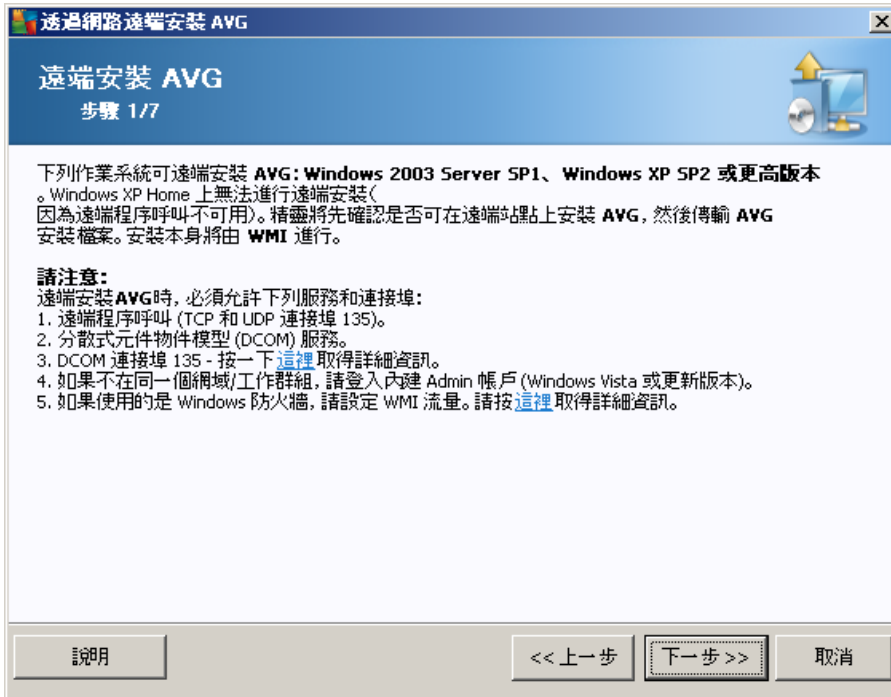 透過網路遠端安裝 AVG
遠端安裝 AVG
步驟 1/7
下列作業系統可遠端安裝 AVG: Windows 2003 Server SP1、Windows XP SP2 或更高版本
。Windows XP Home 上無法進行遠端安裝(
因為遠端程序呼叫不可用)。精靈將先確認是否可在遠端站點上安裝 AVG, 然後傳輸 AVG
安裝檔案。安裝本身將由 WMI 進行。
請注意:
遠端安裝AVG時, 必須允許下列服務和連接埠:
1. 遠端程序呼叫 (TCP 和 UDP 連接埠 135)。
2. 分散式元件物件模型 (DCOM) 服務。
3. DCOM 連接埠 135 - 按一下這裡取得詳細資訊。
4. 如果不在同一個網域/工作群組, 請登入內建 Admin 帳戶 (Windows Vista 或更新版本)。
5. 如果使用的是 Windows 防火牆, 請設定 WMI 流量。請按這裡取得詳細資訊。
說明
<< 上一步
下一步 >>
取消